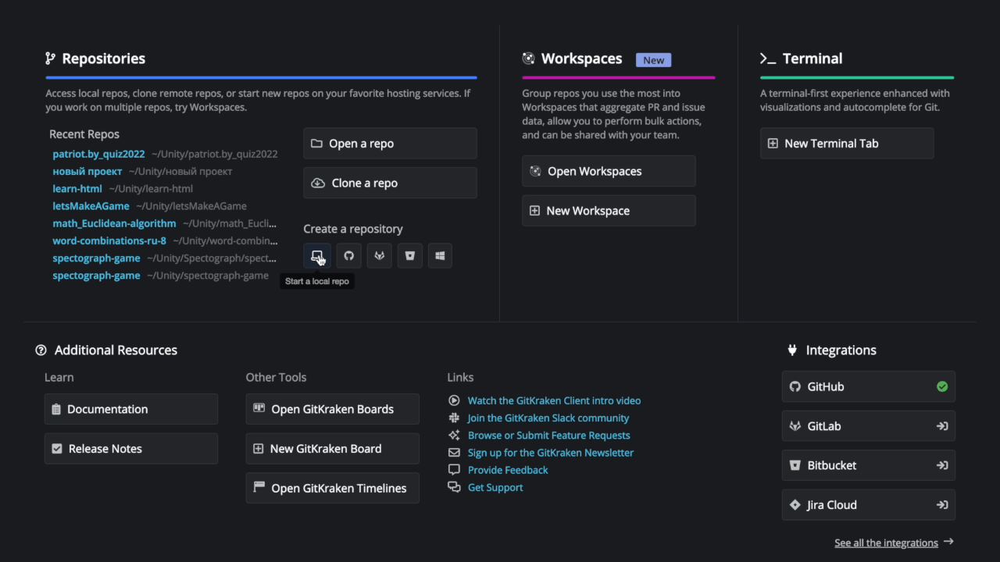 Repositories
Access local repos, clone remote repos, or start new repos on your favorite hosting services. If
you work on multiple repos, try Workspaces.
Recent Repos
patriot.by_quiz2022 ~/Unity/patriot.by_quiz2022
новый проект ~/Unity/новый проект
learn-html ~/Unity/learn-html
letsMakeAGame ~/Unity/letsMakeAGame
math_Euclidean-algorithm ~/Unity/math_Eucli...
word-combinations-ru-8 ~/Unity/word-combin...
spectograph-game ~/Unity/Spectograph/spect...
spectograph-game ~/Unity/spectograph-game
Open a repo
Clone a repo
Create a repository
Start a local repo
Workspaces New
Group repos you use the most into
Workspaces that aggregate PR and issue
data, allow you to perform bulk actions,
and can be shared with your team.
Open Workspaces
New Workspace
Terminal
A terminal-first experience enhanced with
visualizations and autocomplete for Git.
New Terminal Tab
Additional Resources
Learn
Documentation
Release Notes
Other Tools
Open GitKraken Boards
New GitKraken Board
Open GitKraken Timelines
Links
Watch the GitKraken Client intro video
Join the GitKraken Slack community
Browse or Submit Feature Requests
Sign up for the GitKraken Newsletter
Provide Feedback
Get Support
Integrations
GitHub
GitLab
Bitbucket
Jira Cloud
See all the integrations